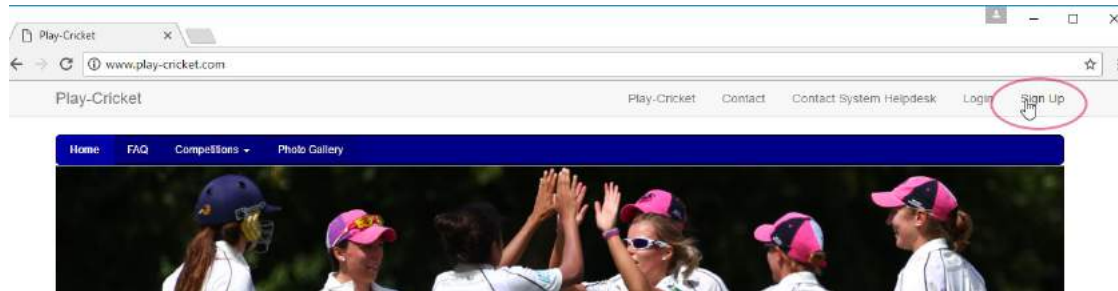 Play-Cricket
www.play-cricket.com
Play-Cricket Play-Cricket Contact Contact System Helpdesk Login Sign Up
Home FAQ Competitions Photo Gallery